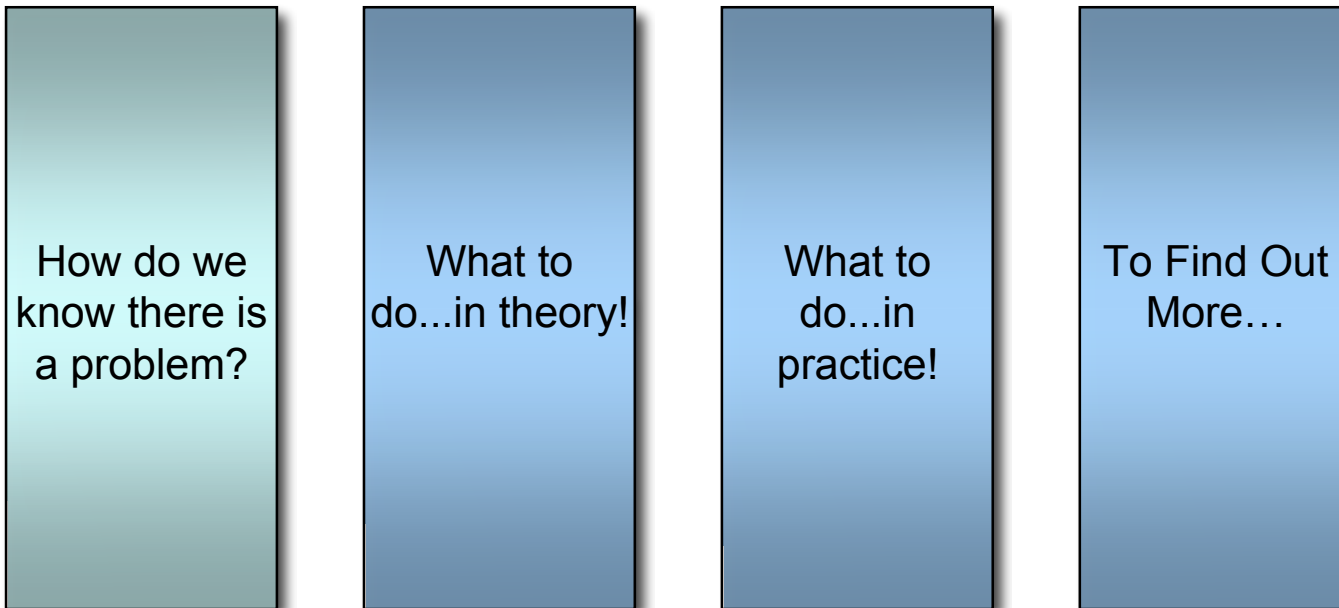 How do we
know there is
a problem?
What to
do...in theory!
What to
do...in
practice!
To Find Out
More…